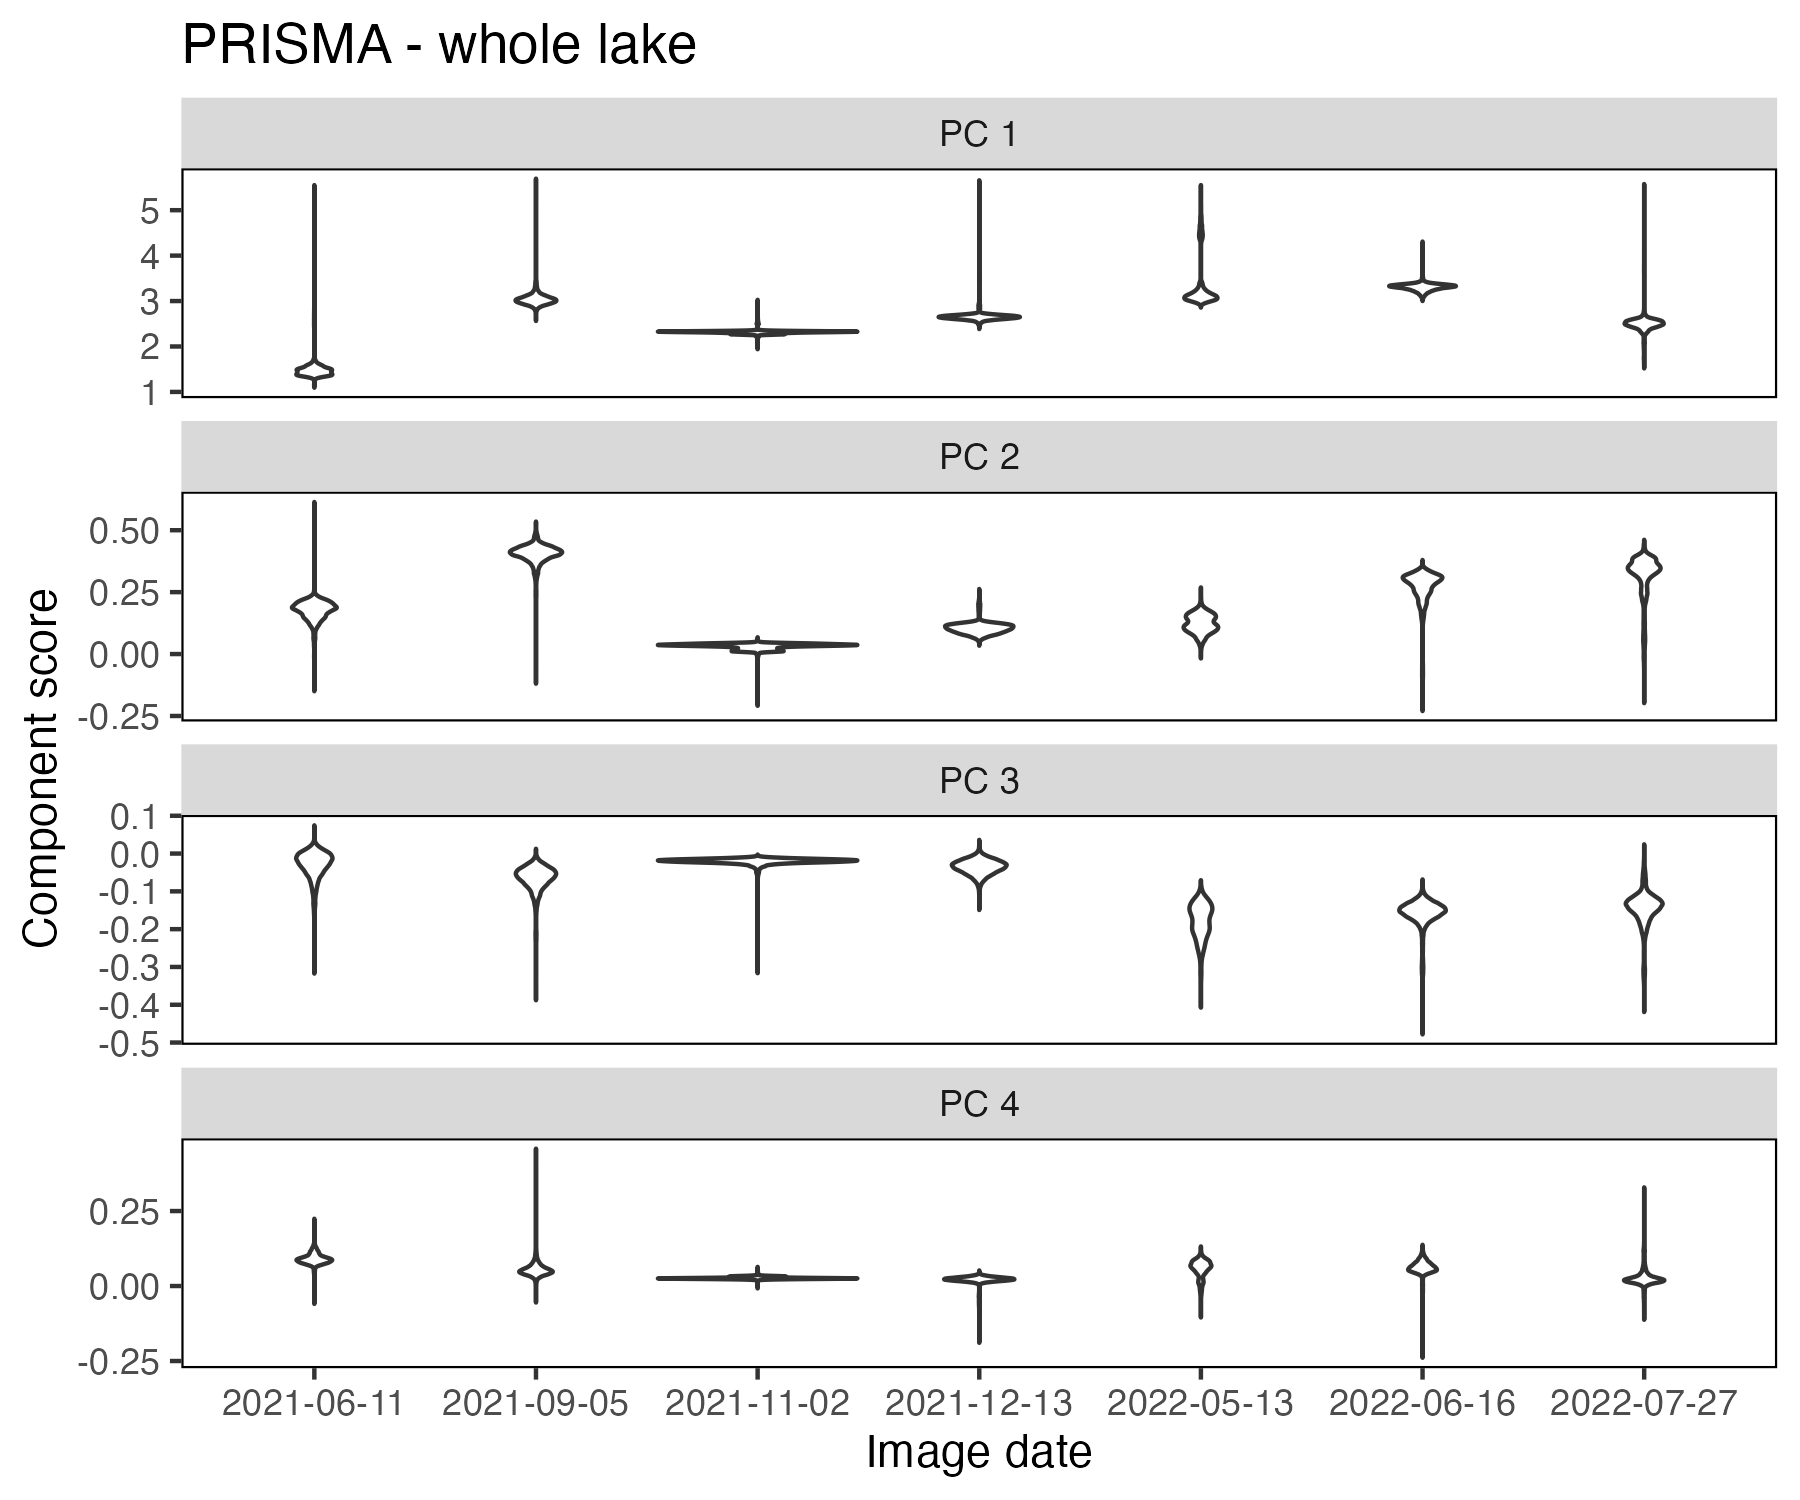 PRISMA - whole lake
PC 1
5
4
3
2
1
PC 2
0.50
0.25
0.00
-0.25
PC 3
0.1
0.0
-0.1
-0.2
-0.3
-0.4
-0.5
PC 4
0.25
0.00
-0.25
Component score
2021-06-11 2021-09-05 2021-11-02 2021-12-13 2022-05-13 2022-06-16 2022-07-27
Image date